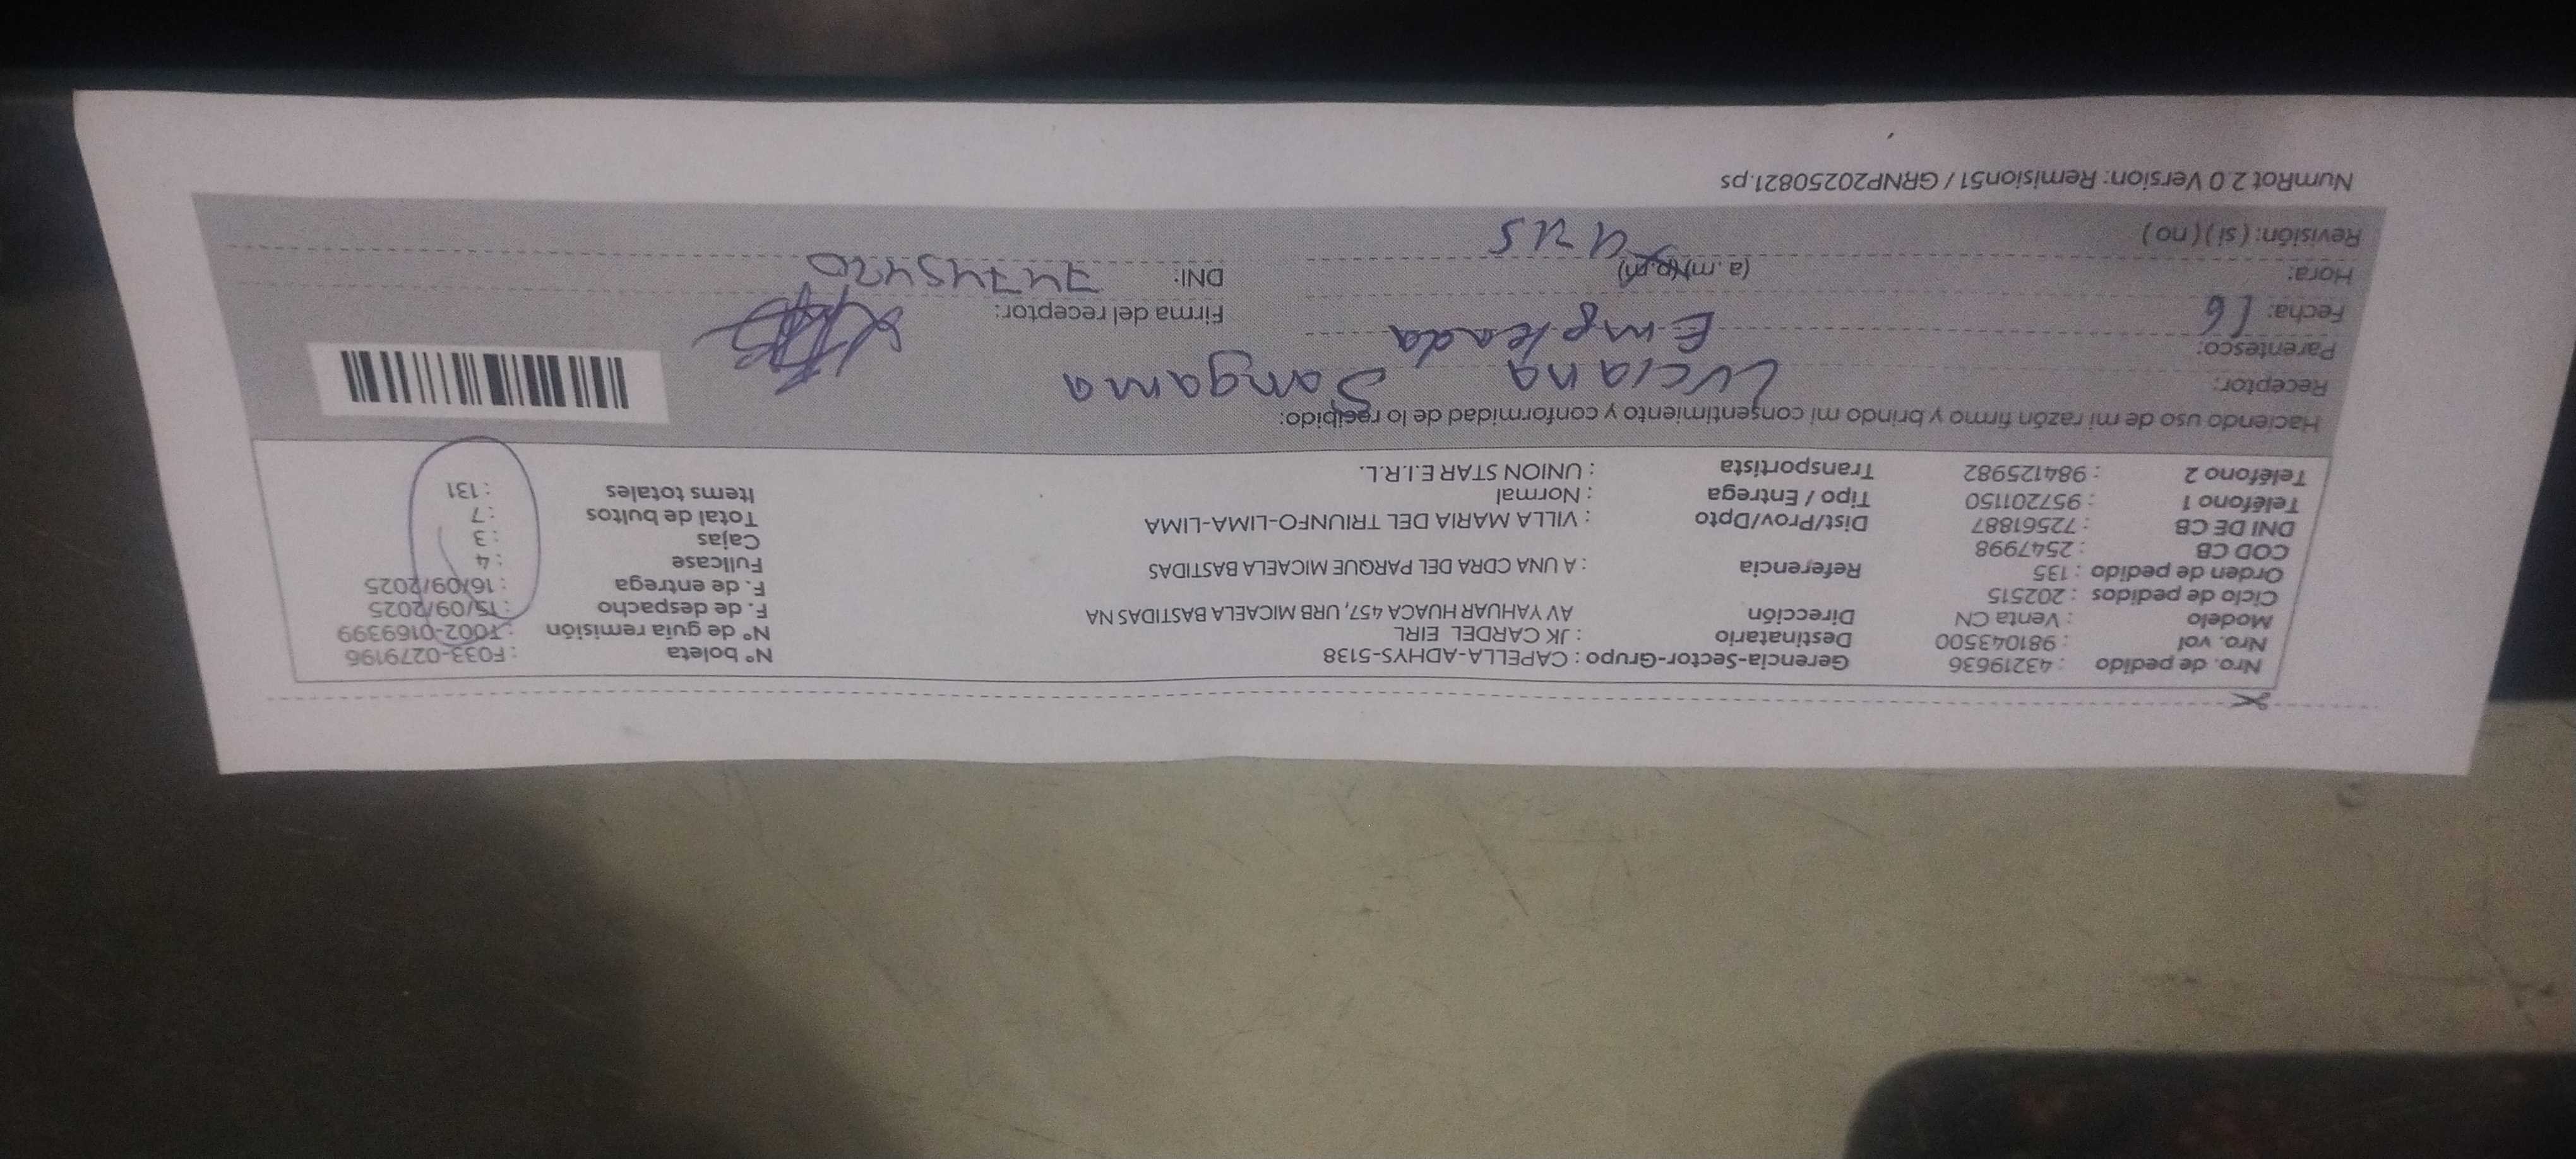 Nro. de pedido : 43219636 Gerencia-Sector-Grupo : CAPELLA-ADHYS-5138 N° boleta : F033-0279196
Nro. vol : 981043500 Destinatario : JK CARDEL EIRL N° de guía remisión : T002-0169399
Modelo : Venta CN Dirección AV YAHUAR HUACA 457, URB MICAELA BASTIDAS NA F. de despacho : 15/09/2025
Ciclo de pedidos : 202515 F. de entrega : 16/09/2025
Orden de pedido : 135 Referencia : A UNA CDRA DEL PARQUE MICAELA BASTIDAS Fullcase : 4
COD CB : 2547998 Cajas : 3
DNI DE CB : 72561887 Dist/Prov/Dpto : VILLA MARIA DEL TRIUNFO-LIMA-LIMA Total de bultos : 7
Teléfono 1 : 957201150 Tipo / Entrega : Normal Items totales : 131
Teléfono 2 : 984125982 Transportista : UNION STAR E.I.R.L.
Haciendo uso de mi razón firmo y brindo mi consentimiento y conformidad de lo recibido:
Receptor: Luciana Sangama
Parentesco: Empleada
Fecha: 16 Firma del receptor:
Hora: (a. m) (p. m) DNI:
Revisión: ( si ) ( no )
NumRot 2.0 Version: Remision51 / GRNP20250821.ps